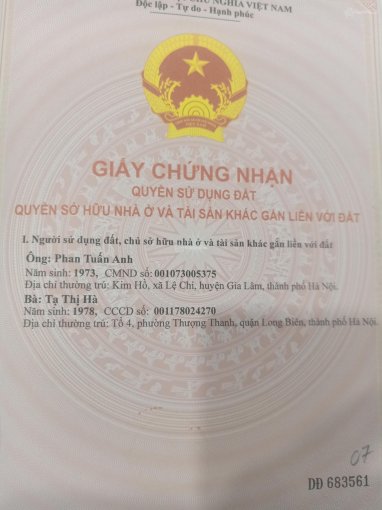 CHỦ NGHĨA VIỆT NAM
Độc lập - Tự do - Hạnh phúc
GIẤY CHỨNG NHẬN
QUYỀN SỬ DỤNG ĐẤT
QUYỀN SỞ HỮU NHÀ Ở VÀ TÀI SẢN KHÁC GẮN LIỀN VỚI ĐẤT
I. Người sử dụng đất, chủ sở hữu nhà ở và tài sản khác gắn liền với đất
Ông: Phan Tuấn Anh
Năm sinh: 1973, CMND số: 001073005375
Địa chỉ thường trú: Kim Hồ, xã Lệ Chi, huyện Gia Lâm, thành phố Hà Nội.
Bà: Tạ Thị Hà
Năm sinh: 1978, CCCD số: 001178024270
Địa chỉ thường trú: Tổ 4, phường Thượng Thanh, quận Long Biên, thành phố Hà Nội.
07
DĐ 683561